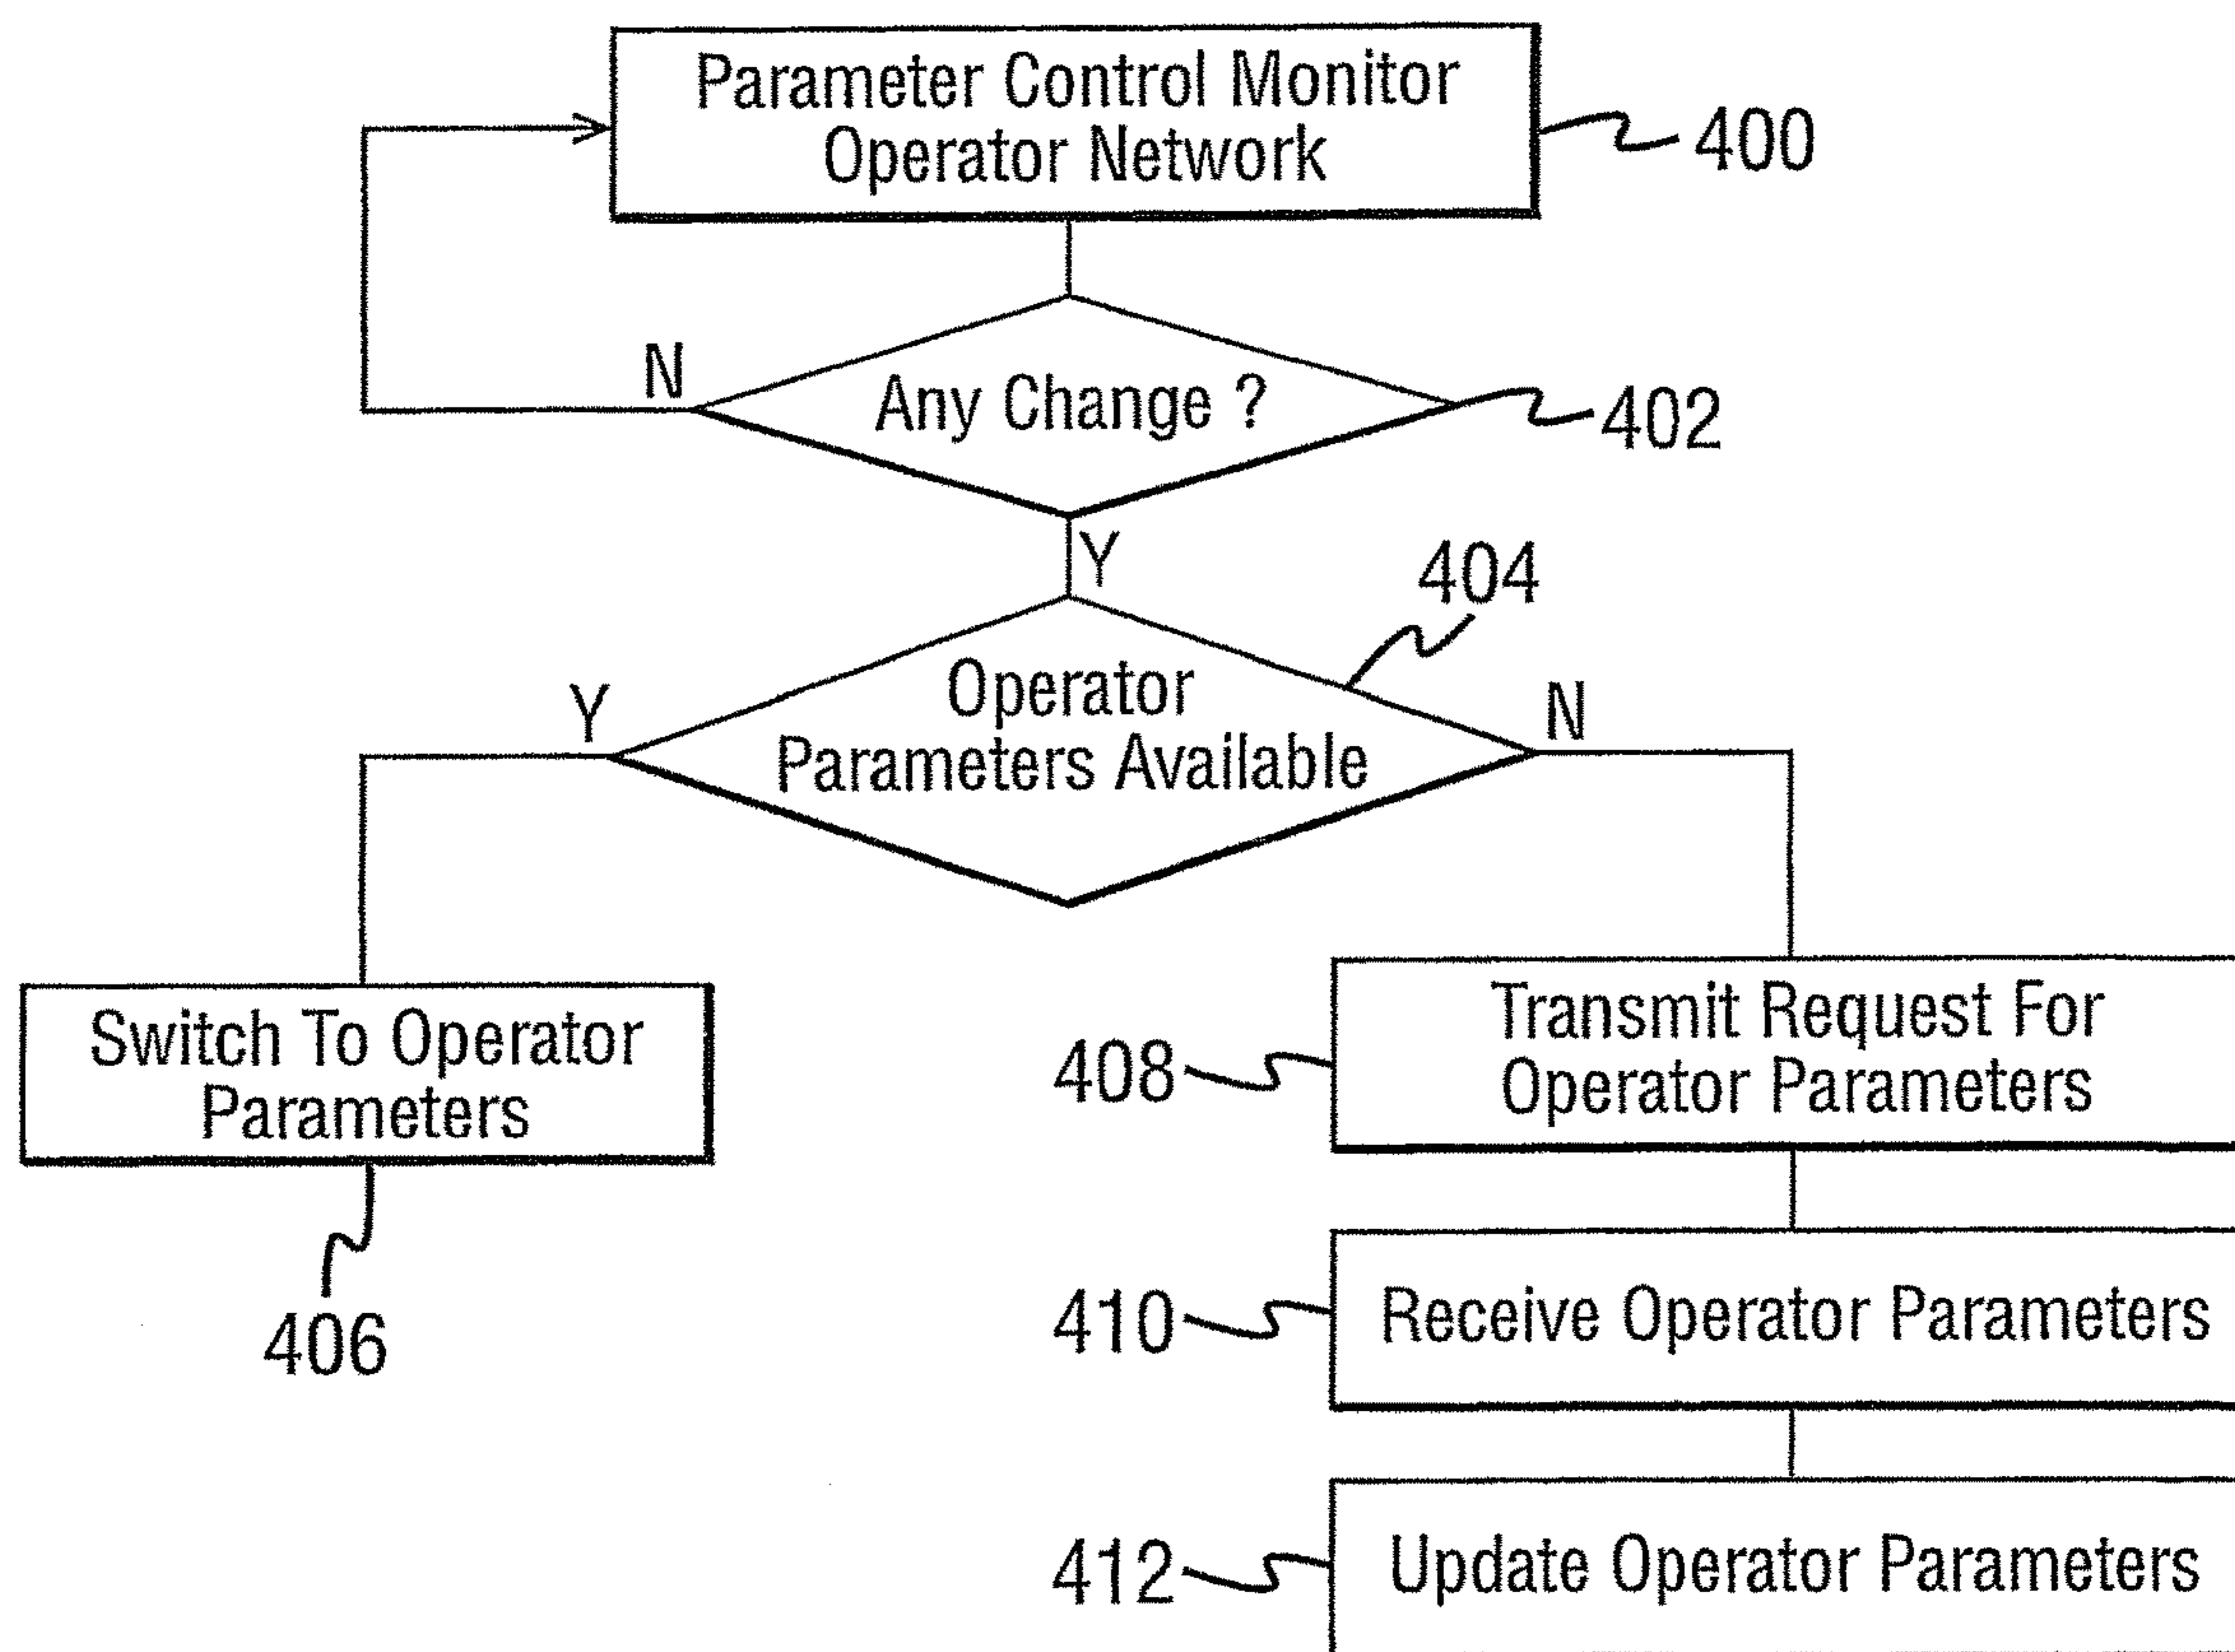 Parameter Control Monitor
Operator Network
400
N
Any Change ?
402
Y
404
Y
Operator
Parameters Available
N
Switch To Operator
Parameters
406
408
Transmit Request For
Operator Parameters
410
Receive Operator Parameters
412
Update Operator Parameters